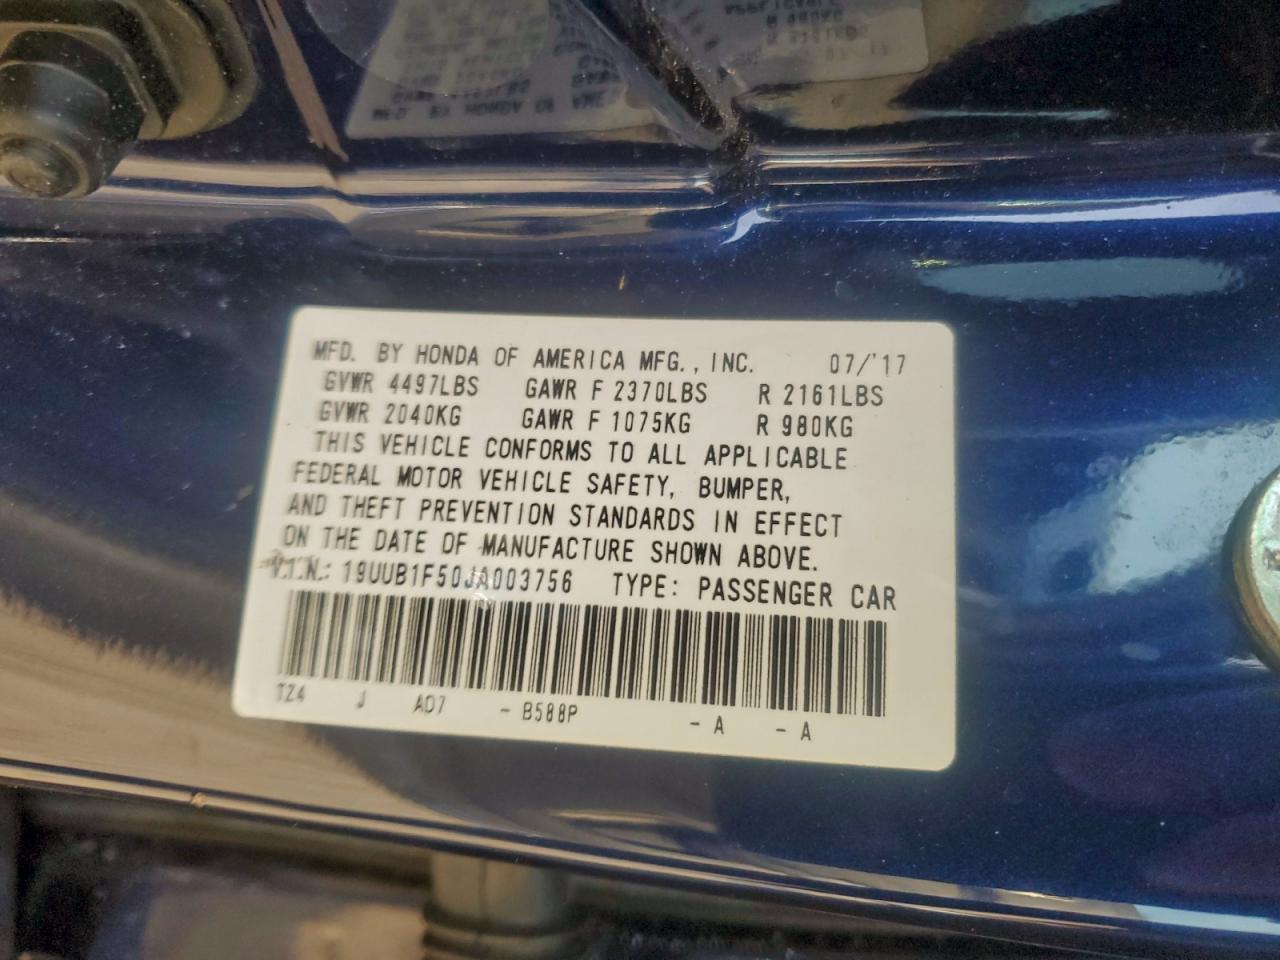 MFD. BY HONDA OF AMERICA MFG., INC. 07/'17
GVWR 4497LBS GAWR F 2370LBS R 2161LBS
GVWR 2040KG GAWR F 1075KG R 980KG
THIS VEHICLE CONFORMS TO ALL APPLICABLE
FEDERAL MOTOR VEHICLE SAFETY, BUMPER,
AND THEFT PREVENTION STANDARDS IN EFFECT
ON THE DATE OF MANUFACTURE SHOWN ABOVE.
V.I.N.: 19UUB1F50JA003756 TYPE: PASSENGER CAR
TZ4 J A07 - B588P - A - A